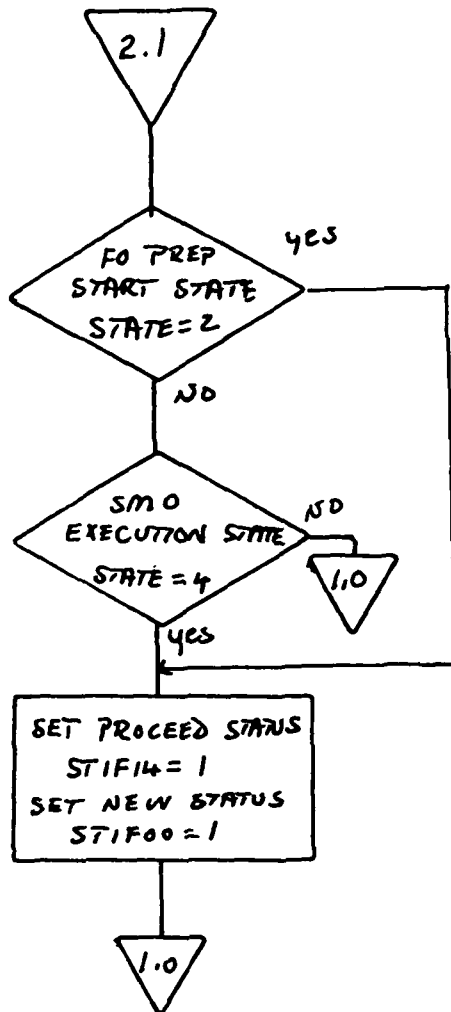 2.1
FO PREP
START STATE
STATE=2
yes
NO
SMO
EXECUTION STATE
STATE=4
NO
1.0
yes
SET PROCEED STATUS
STIF14=1
SET NEW STATUS
STIF00=1
1.0